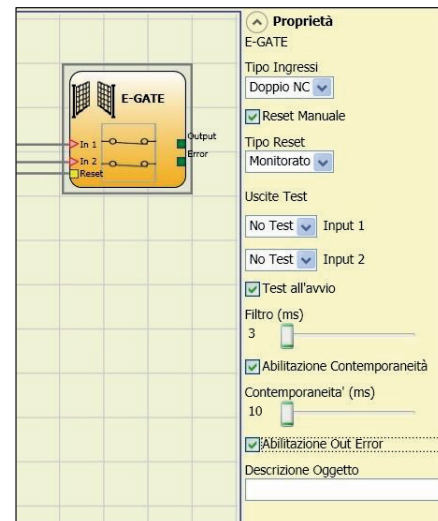 E-GATE
In 1
In 2
Reset
Output
Error
Proprietà
E-GATE
Tipo Ingressi
Doppio NC
Reset Manuale
Tipo Reset
Monitorato
Uscite Test
No Test Input 1
No Test Input 2
Test all'avvio
Filtro (ms)
3
Abilitazione Contemporaneità
Contemporaneita' (ms)
10
Abilitazione Out Error
Descrizione Oggetto